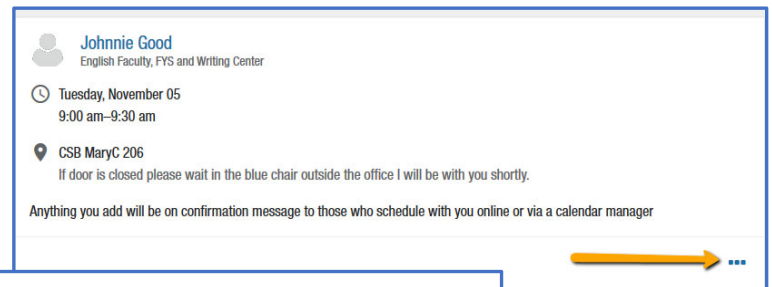 Johnnie Good
English Faculty, FYS and Writing Center
Tuesday, November 05
9:00 am–9:30 am
CSB MaryC 206
If door is closed please wait in the blue chair outside the office I will be with you shortly.
Anything you add will be on confirmation message to those who schedule with you online or via a calendar manager